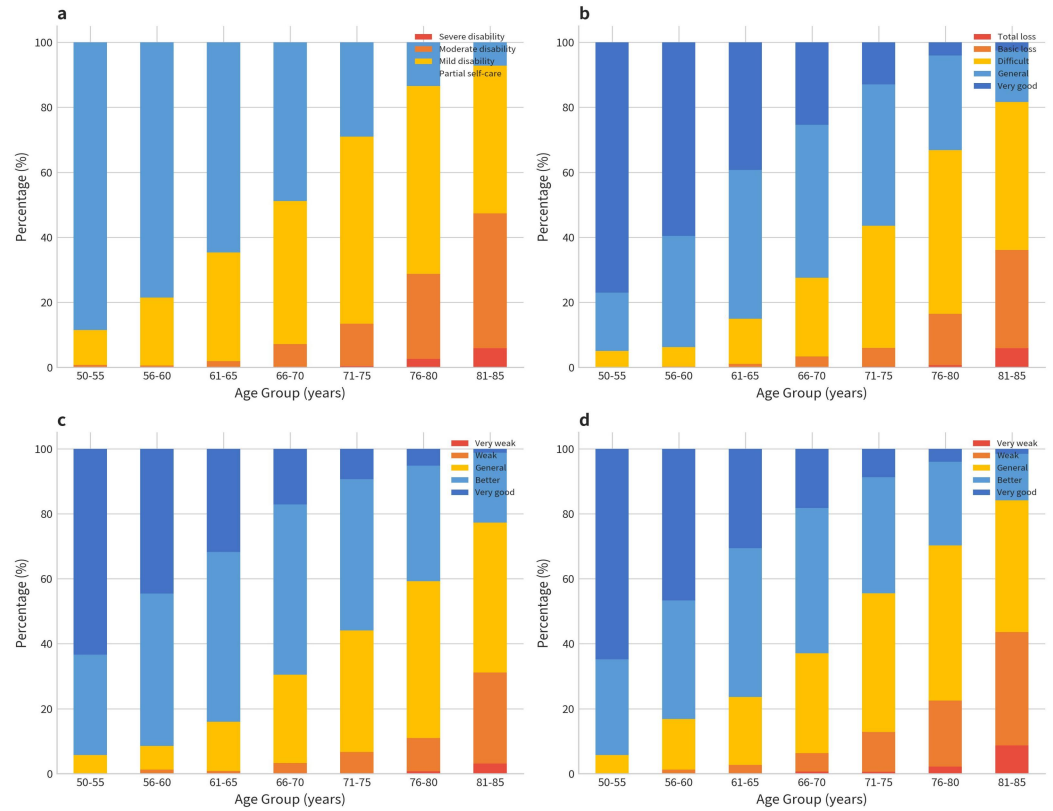 a
Severe disability
Moderate disability
Mild disability
Partial self-care
100
80
60
40
20
0
Percentage (%)
50-55 56-60 61-65 66-70 71-75 76-80 81-85
Age Group (years)
b
Total loss
Basic loss
Difficult
General
Very good
100
80
60
40
20
0
Percentage (%)
50-55 56-60 61-65 66-70 71-75 76-80 81-85
Age Group (years)
c
Very weak
Weak
General
Better
Very good
100
80
60
40
20
0
Percentage (%)
50-55 56-60 61-65 66-70 71-75 76-80 81-85
Age Group (years)
d
Very weak
Weak
General
Better
Very good
100
80
60
40
20
0
Percentage (%)
50-55 56-60 61-65 66-70 71-75 76-80 81-85
Age Group (years)